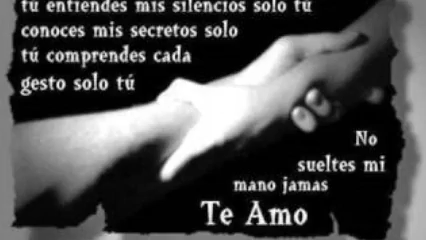 tú entiendes mis silencios solo tú
conoces mis secretos solo
tú comprendes cada
gesto solo tú
No
sueltes mi
mano jamas
Te Amo